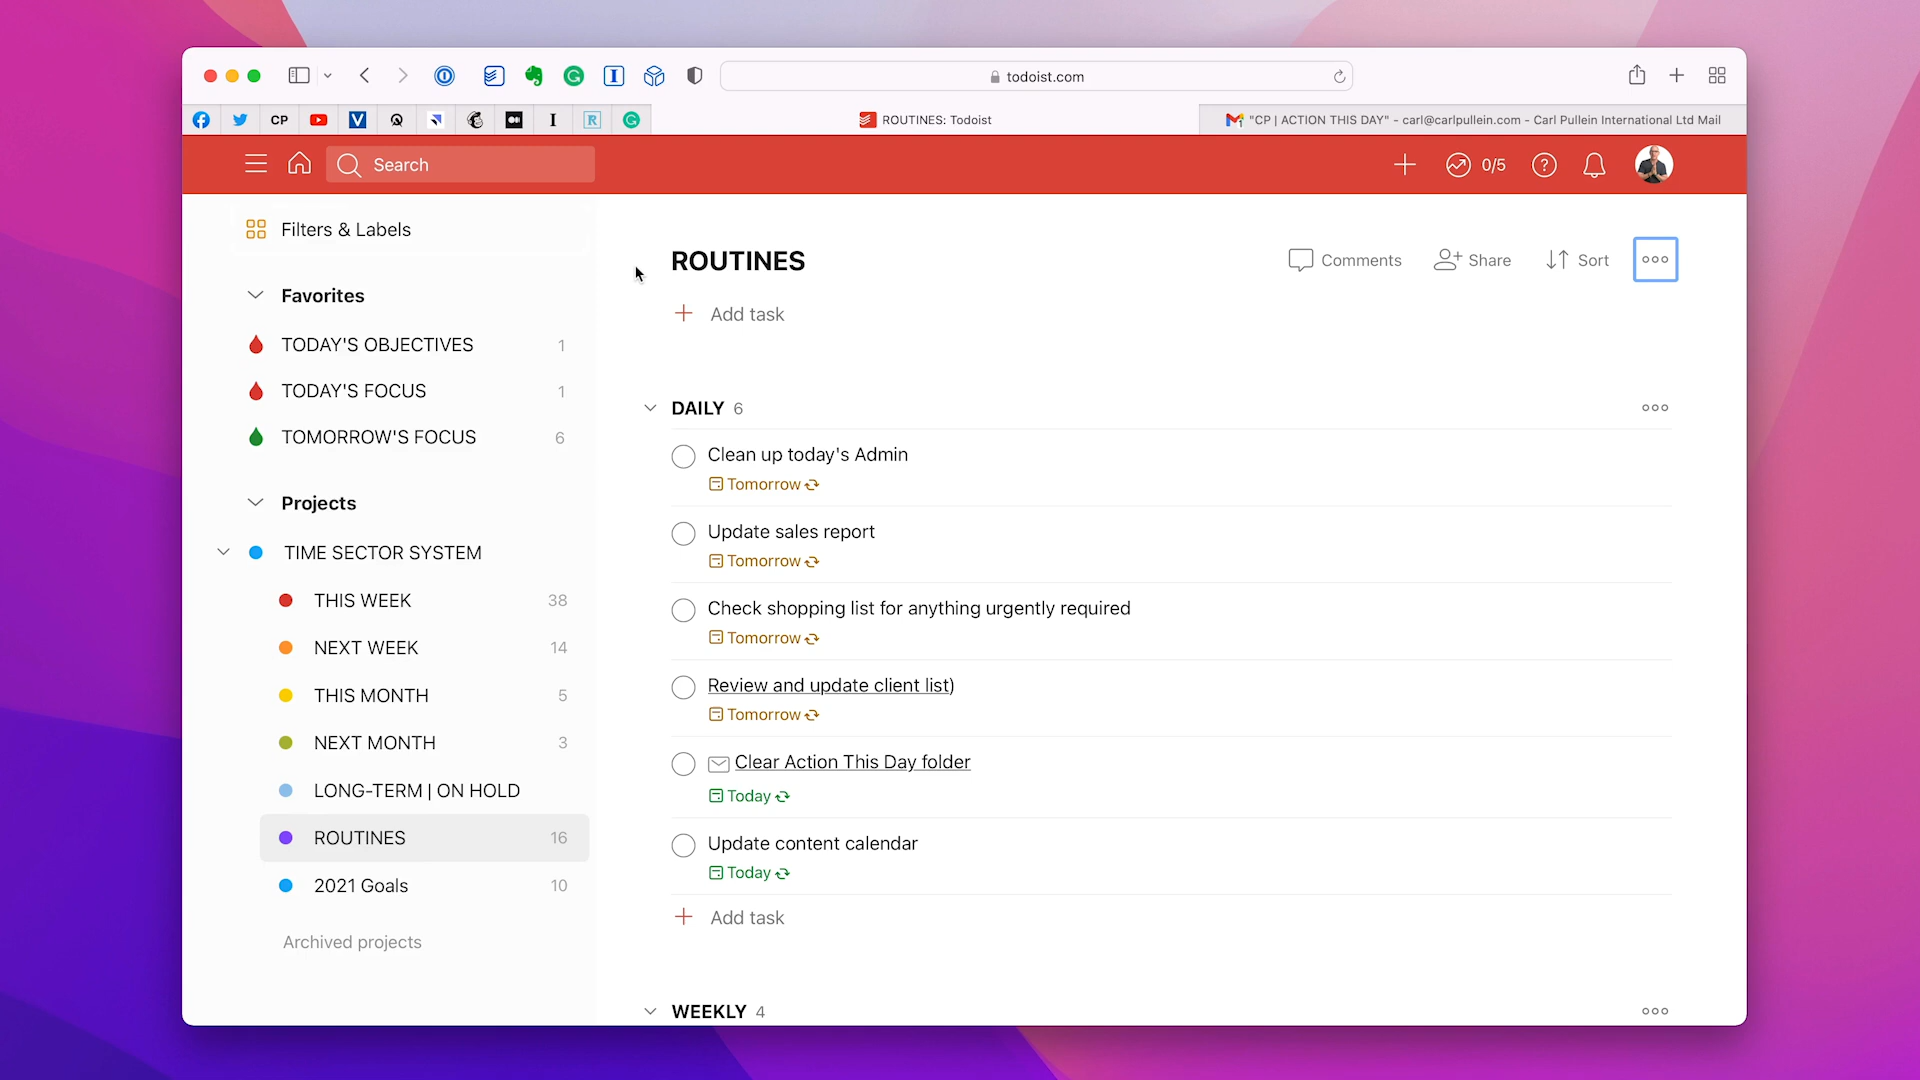 todoist.com
CP
ROUTINES: Todoist
"CP | ACTION THIS DAY" - carl@carlpullein.com - Carl Pullein International Ltd Mail
Search
0/5
Filters & Labels
Favorites
TODAY'S OBJECTIVES 1
TODAY'S FOCUS 1
TOMORROW'S FOCUS 6
Projects
TIME SECTOR SYSTEM
THIS WEEK 38
NEXT WEEK 14
THIS MONTH 5
NEXT MONTH 3
LONG-TERM | ON HOLD
ROUTINES 16
2021 Goals 10
Archived projects
ROUTINES
Comments
Share
Sort
Add task
DAILY 6
Clean up today's Admin
Tomorrow
Update sales report
Tomorrow
Check shopping list for anything urgently required
Tomorrow
Review and update client list)
Tomorrow
Clear Action This Day folder
Today
Update content calendar
Today
Add task
WEEKLY 4